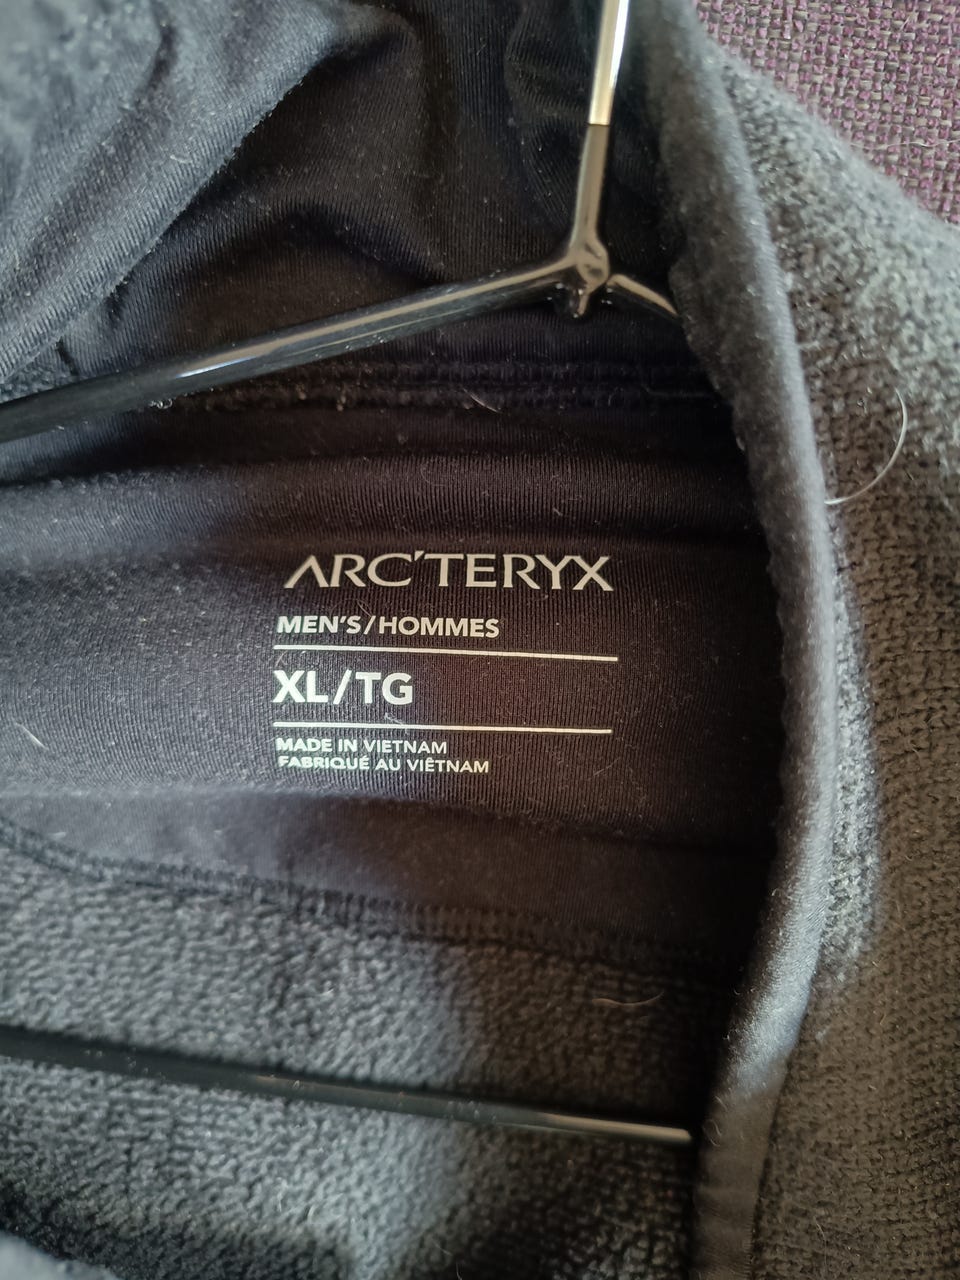 ARC'TERYX
MEN'S/HOMMES
XL/TG
MADE IN VIETNAM
FABRIQUÉ AU VIÊTNAM